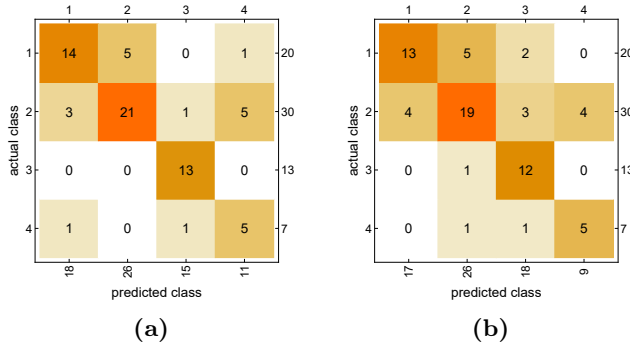 1 2 3 4
1 14 5 0 1 20
2 3 21 1 5 30
3 0 0 13 0 13
4 1 0 1 5 7
18 26 15 11
actual class
predicted class
(a)
1 2 3 4
1 13 5 2 0 20
2 4 19 3 4 30
3 0 1 12 0 13
4 0 1 1 5 7
17 26 18 9
actual class
predicted class
(b)